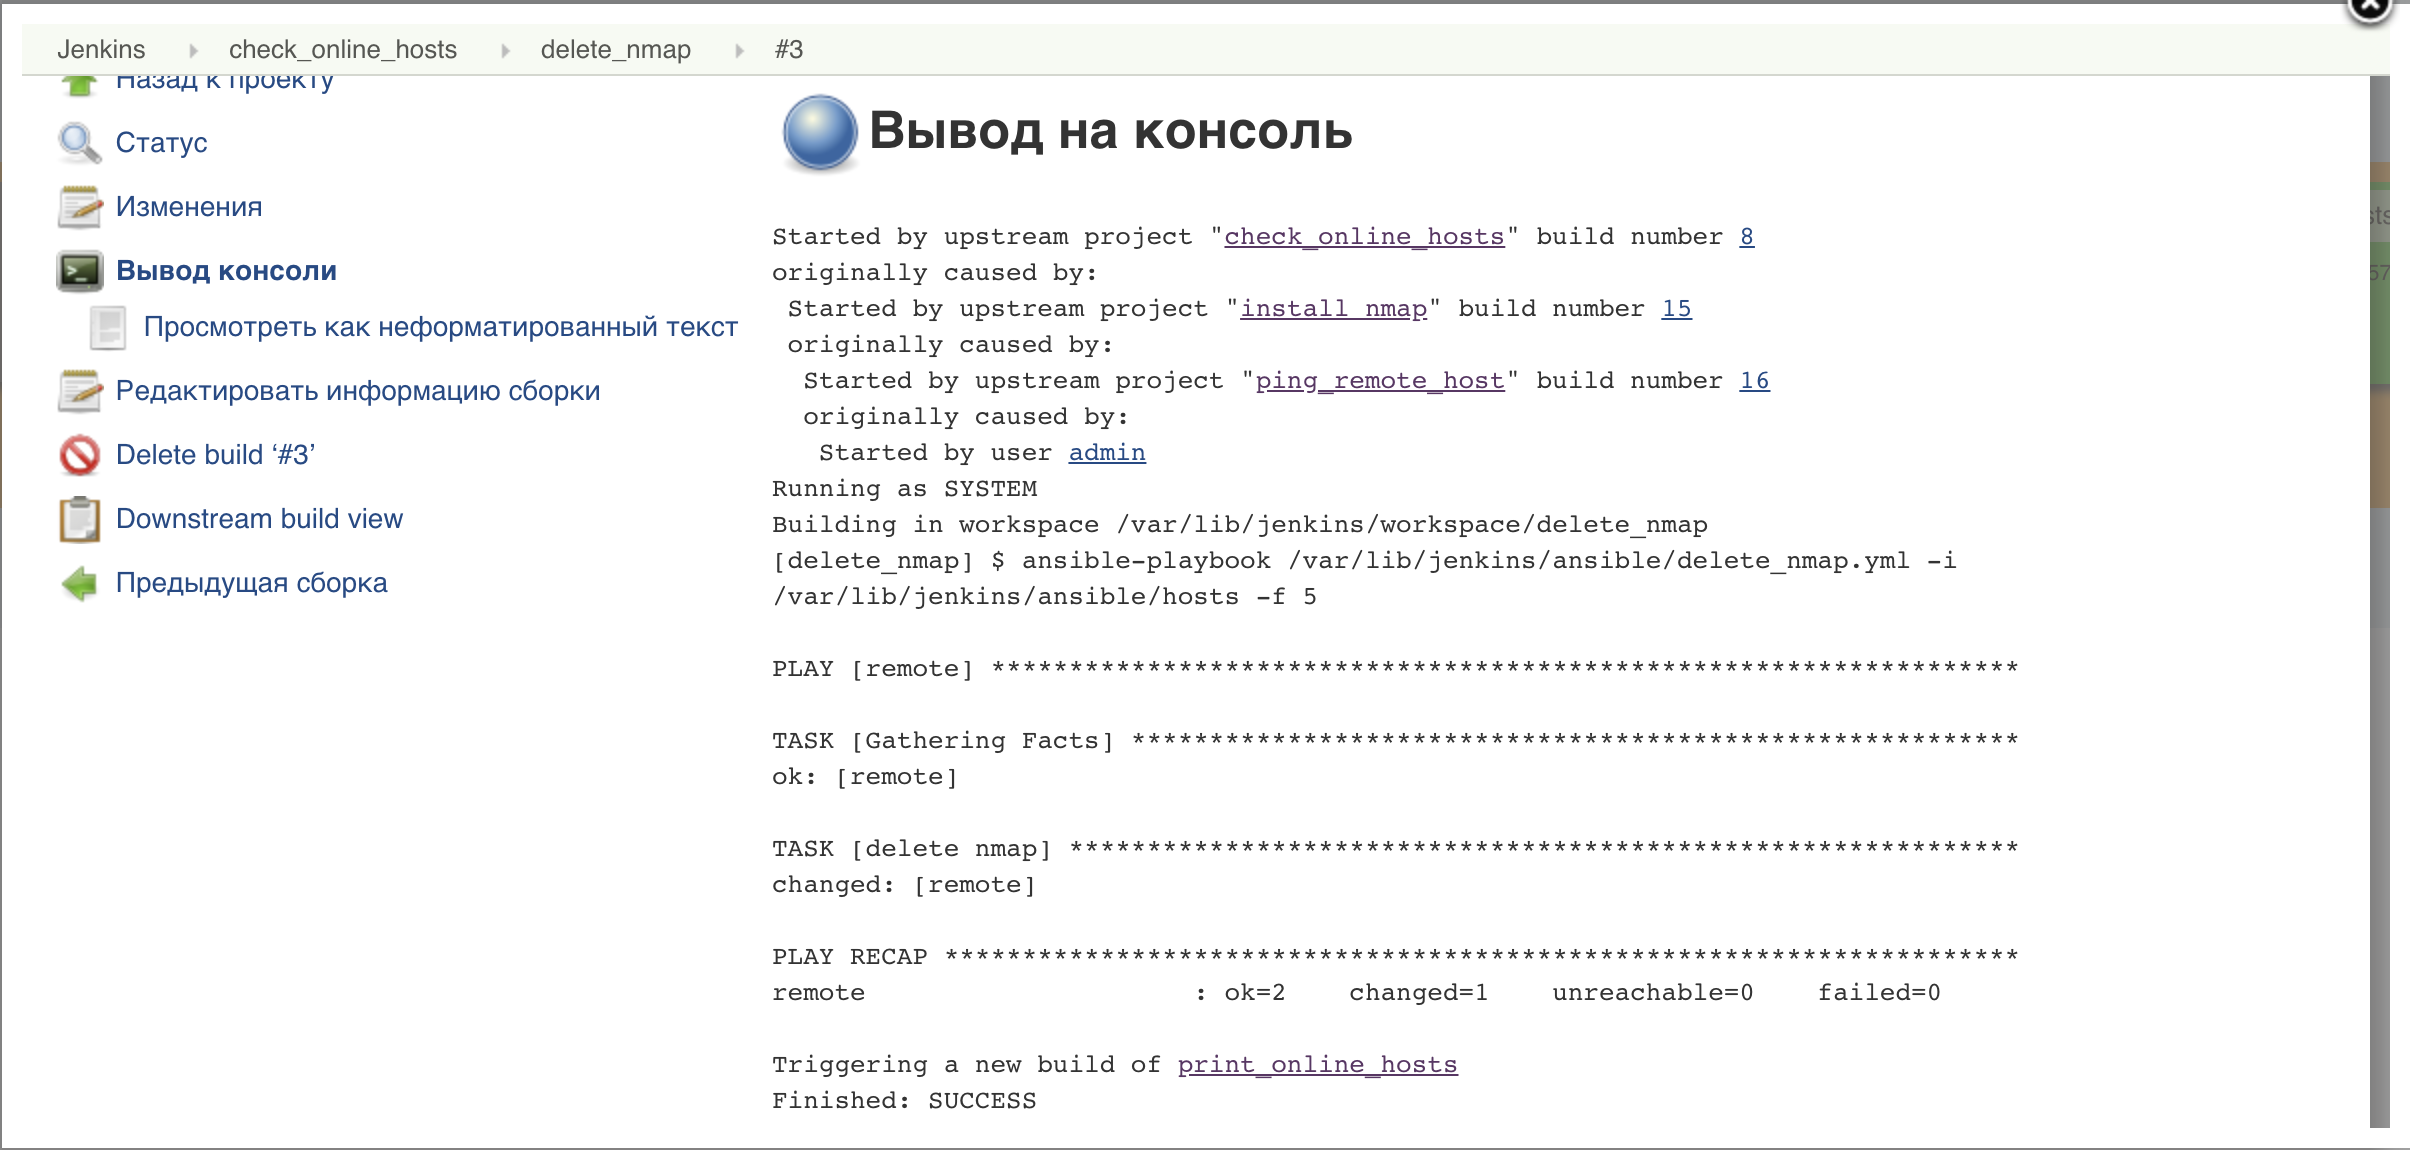 Jenkins check_online_hosts delete_nmap #3
Назад к проекту
Статус
Изменения
Вывод консоли
Просмотреть как неформатированный текст
Редактировать информацию сборки
Delete build ‘#3’
Downstream build view
Предыдущая сборка
Вывод на консоль
Started by upstream project "check_online_hosts" build number 8
originally caused by:
Started by upstream project "install_nmap" build number 15
originally caused by:
Started by upstream project "ping_remote_host" build number 16
originally caused by:
Started by user admin
Running as SYSTEM
Building in workspace /var/lib/jenkins/workspace/delete_nmap
[delete_nmap] $ ansible-playbook /var/lib/jenkins/ansible/delete_nmap.yml -i
/var/lib/jenkins/ansible/hosts -f 5
PLAY [remote] ******************************************************************
TASK [Gathering Facts] *********************************************************
ok: [remote]
TASK [delete nmap] *************************************************************
changed: [remote]
PLAY RECAP *********************************************************************
remote : ok=2 changed=1 unreachable=0 failed=0
Triggering a new build of print_online_hosts
Finished: SUCCESS